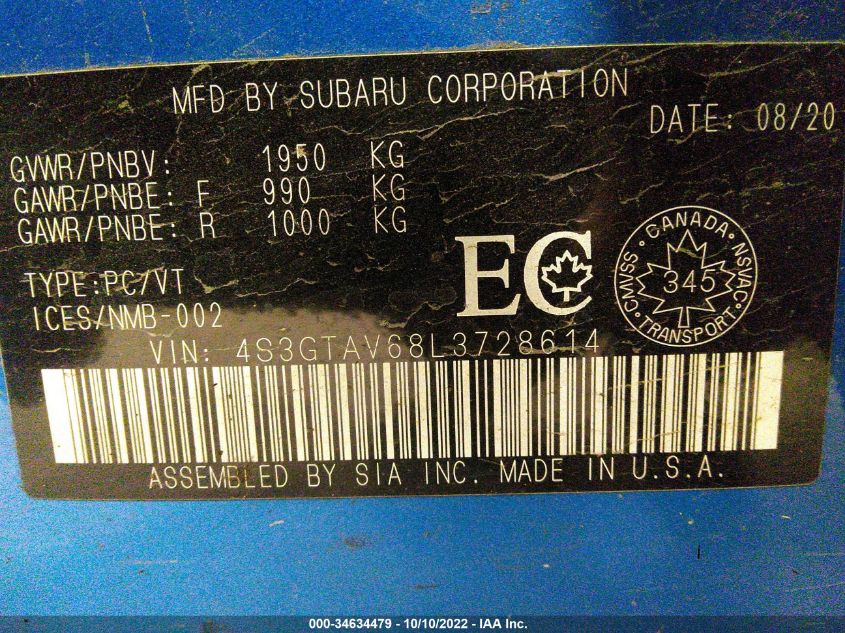 MFD BY SUBARU CORPORATION
DATE: 08/20
GVWR/PNBV: 1950 KG
GAWR/PNBE: F 990 KG
GAWR/PNBE: R 1000 KG
TYPE:PC/VT
ICES/NMB-002
EC
CANADA
CMVSS NSVAC
345
TRANSPORT
VIN: 4S3GTAV68L3728614
ASSEMBLED BY SIA INC. MADE IN U.S.A.
000-34634479 - 10/10/2022 - IAA Inc.